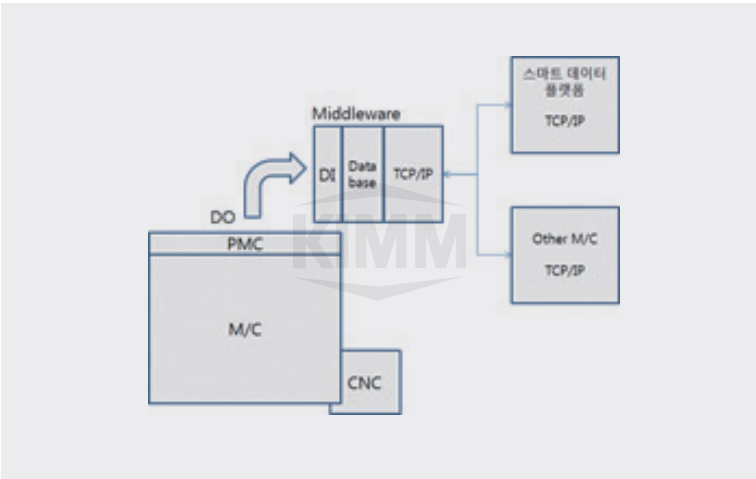 스마트 데이터
플랫폼
TCP/IP
Middleware
DI
Data
base
TCP/IP
DO
PMC
KIMM
Other M/C
TCP/IP
M/C
CNC